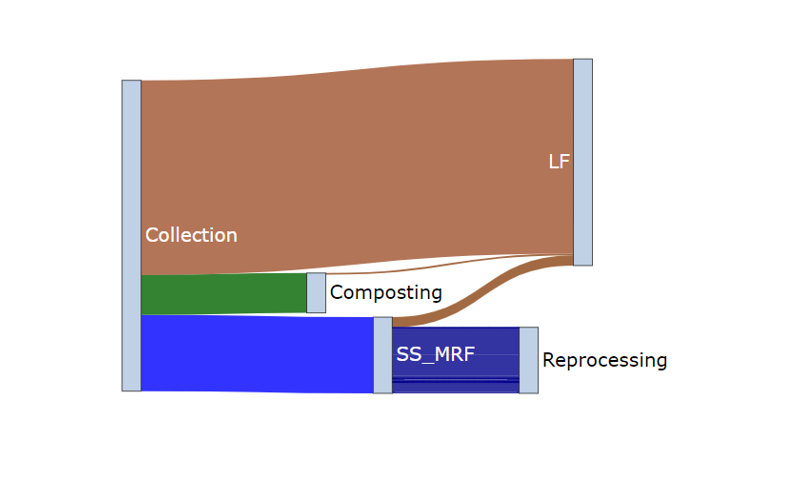 LF
Collection
Composting
SS_MRF
Reprocessing